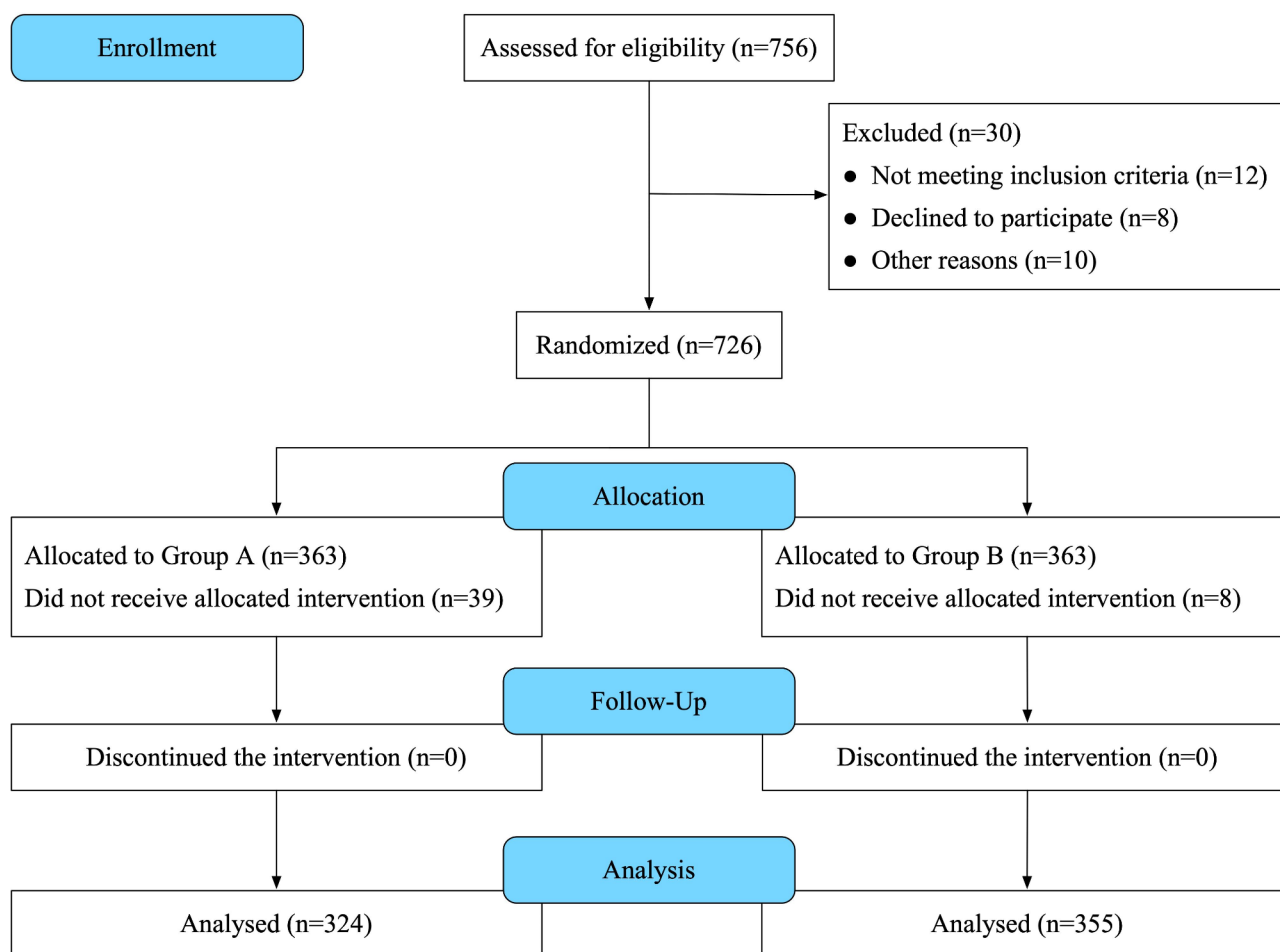 Enrollment
Assessed for eligibility (n=756)
Excluded (n=30)
● Not meeting inclusion criteria (n=12)
● Declined to participate (n=8)
● Other reasons (n=10)
Randomized (n=726)
Allocation
Allocated to Group A (n=363)
Did not receive allocated intervention (n=39)
Allocated to Group B (n=363)
Did not receive allocated intervention (n=8)
Follow-Up
Discontinued the intervention (n=0)
Discontinued the intervention (n=0)
Analysis
Analysed (n=324)
Analysed (n=355)